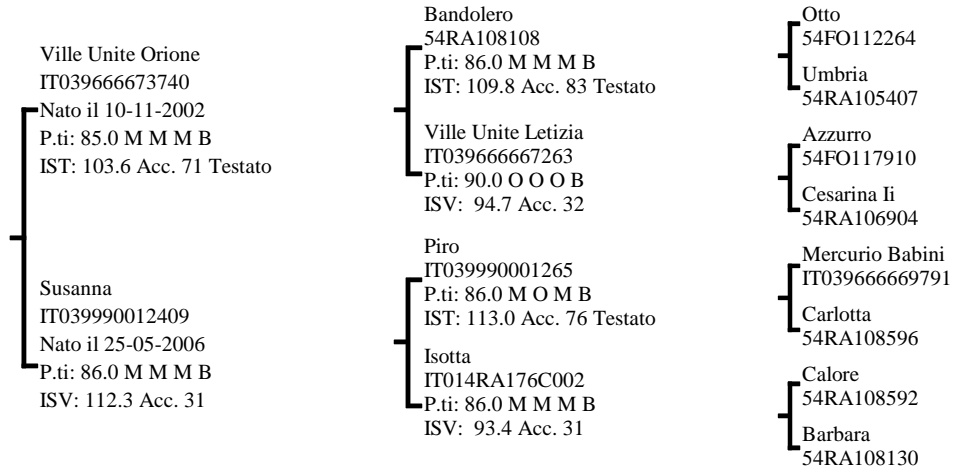 Ville Unite Orione
IT039666673740
Nato il 10-11-2002
P.ti: 85.0 M M M B
IST: 103.6 Acc. 71 Testato
Susanna
IT039990012409
Nato il 25-05-2006
P.ti: 86.0 M M M B
ISV: 112.3 Acc. 31
Bandolero
54RA108108
P.ti: 86.0 M M M B
IST: 109.8 Acc. 83 Testato
Ville Unite Letizia
IT039666667263
P.ti: 90.0 O O O B
ISV: 94.7 Acc. 32
Piro
IT039990001265
P.ti: 86.0 M O M B
IST: 113.0 Acc. 76 Testato
Isotta
IT014RA176C002
P.ti: 86.0 M M M B
ISV: 93.4 Acc. 31
Otto
54FO112264
Umbria
54RA105407
Azzurro
54FO117910
Cesarina Ii
54RA106904
Mercurio Babini
IT039666669791
Carlotta
54RA108596
Calore
54RA108592
Barbara
54RA108130